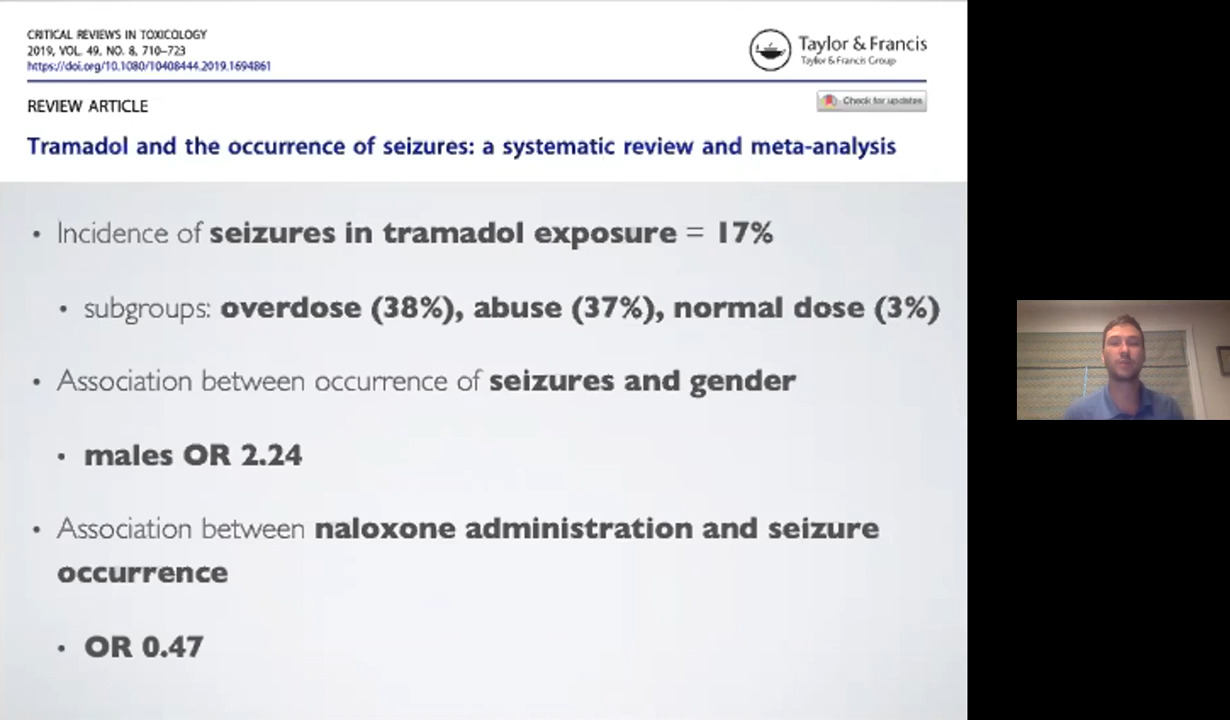 CRITICAL REVIEWS IN TOXICOLOGY
2019, VOL. 49, NO. 8, 710–723
https://doi.org/10.1080/10408444.2019.1694861
Taylor & Francis
Taylor & Francis Group
REVIEW ARTICLE
Check for updates
Tramadol and the occurrence of seizures: a systematic review and meta-analysis
• Incidence of seizures in tramadol exposure = 17%
• subgroups: overdose (38%), abuse (37%), normal dose (3%)
• Association between occurrence of seizures and gender
• males OR 2.24
• Association between naloxone administration and seizure
occurrence
• OR 0.47